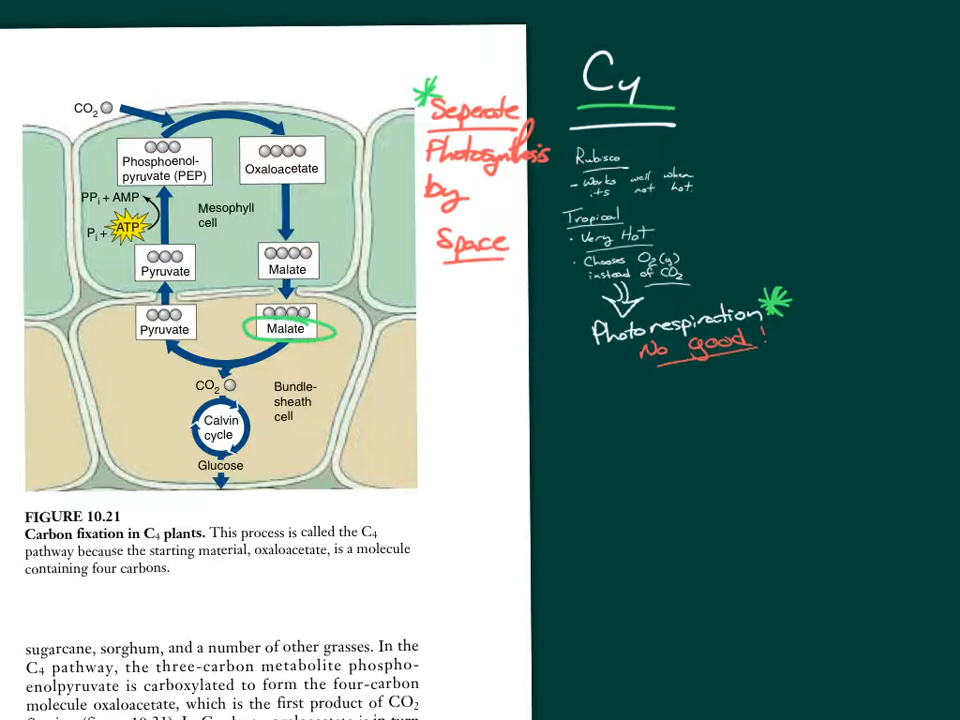 CO2
Phosphoenol-
pyruvate (PEP)
Oxaloacetate
PPi + AMP
Pi +
ATP
Mesophyll
cell
Pyruvate
Malate
Pyruvate
Malate
CO2
Bundle-
sheath
cell
Calvin
cycle
Glucose
FIGURE 10.21
Carbon fixation in C4 plants. This process is called the C4
pathway because the starting material, oxaloacetate, is a molecule
containing four carbons.
sugarcane, sorghum, and a number of other grasses. In the
C4 pathway, the three-carbon metabolite phospho-
enolpyruvate is carboxylated to form the four-carbon
molecule oxaloacetate, which is the first product of CO2
* Seperate
Photosynthesis
by
Space
C4
Rubisco
- Works well when
its not hot.
Tropical
• Very Hot
• Chooses O2(g)
instead of CO2
Photorespiration *
No good!